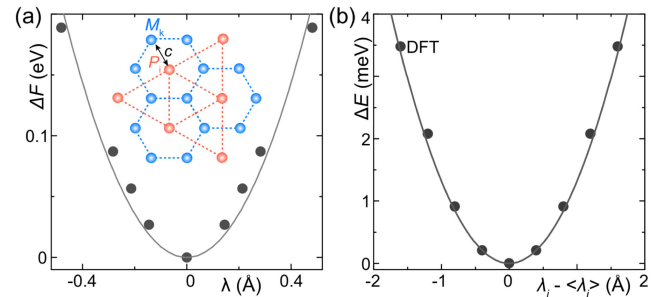 (a)
ΔF (eV)
0.1
0
-0.4
0
0.4
λ (Å)
M_k
c
P_i
(b)
ΔE (meV)
4
3
2
1
0
-2
-1
0
1
2
λ_i - <λ_i> (Å)
DFT